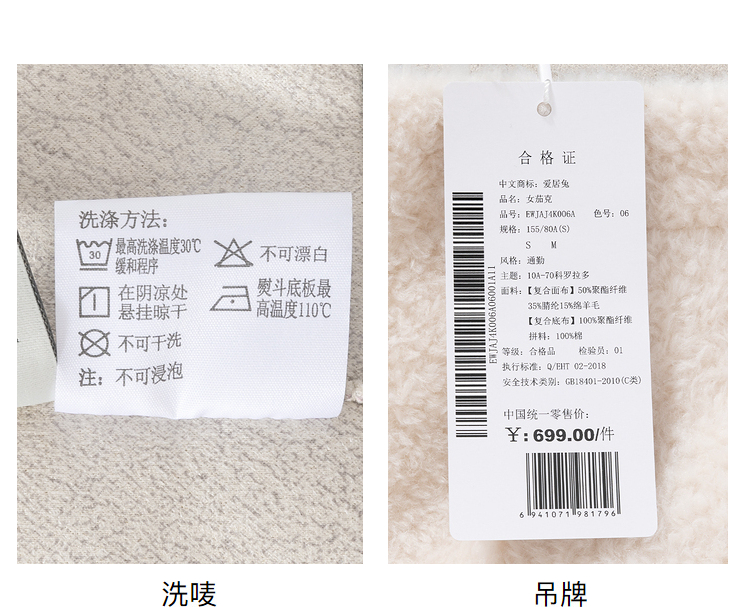 洗涤方法：
30
最高洗涤温度30℃
缓和程序
不可漂白
在阴凉处
悬挂晾干
熨斗底板最
高温度110℃
不可干洗
注：不可浸泡
洗唛
合格证
中文商标：爱居兔
品名：女茄克
品号：EWJAJ4K006A 色号：06
规格：155/80A(S)
S M
风格：通勤
主题：10A-70科罗拉多
面料：【复合面布】50%聚酯纤维
35%腈纶15%绵羊毛
【复合底布】100%聚酯纤维
拼料：100%棉
等级：合格品 检验员：01
执行标准：Q/EHT 02-2018
安全技术类别：GB18401-2010(C类)
EWJAJ4K006A06001A11
中国统一零售价：
¥:699.00/件
6 941071 981796
吊牌